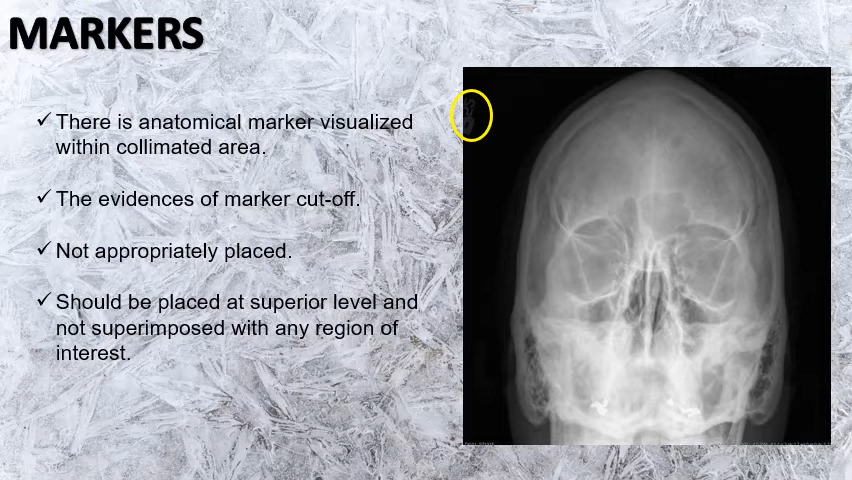 MARKERS
✓ There is anatomical marker visualized
within collimated area.
✓ The evidences of marker cut-off.
✓ Not appropriately placed.
✓ Should be placed at superior level and
not superimposed with any region of
interest.